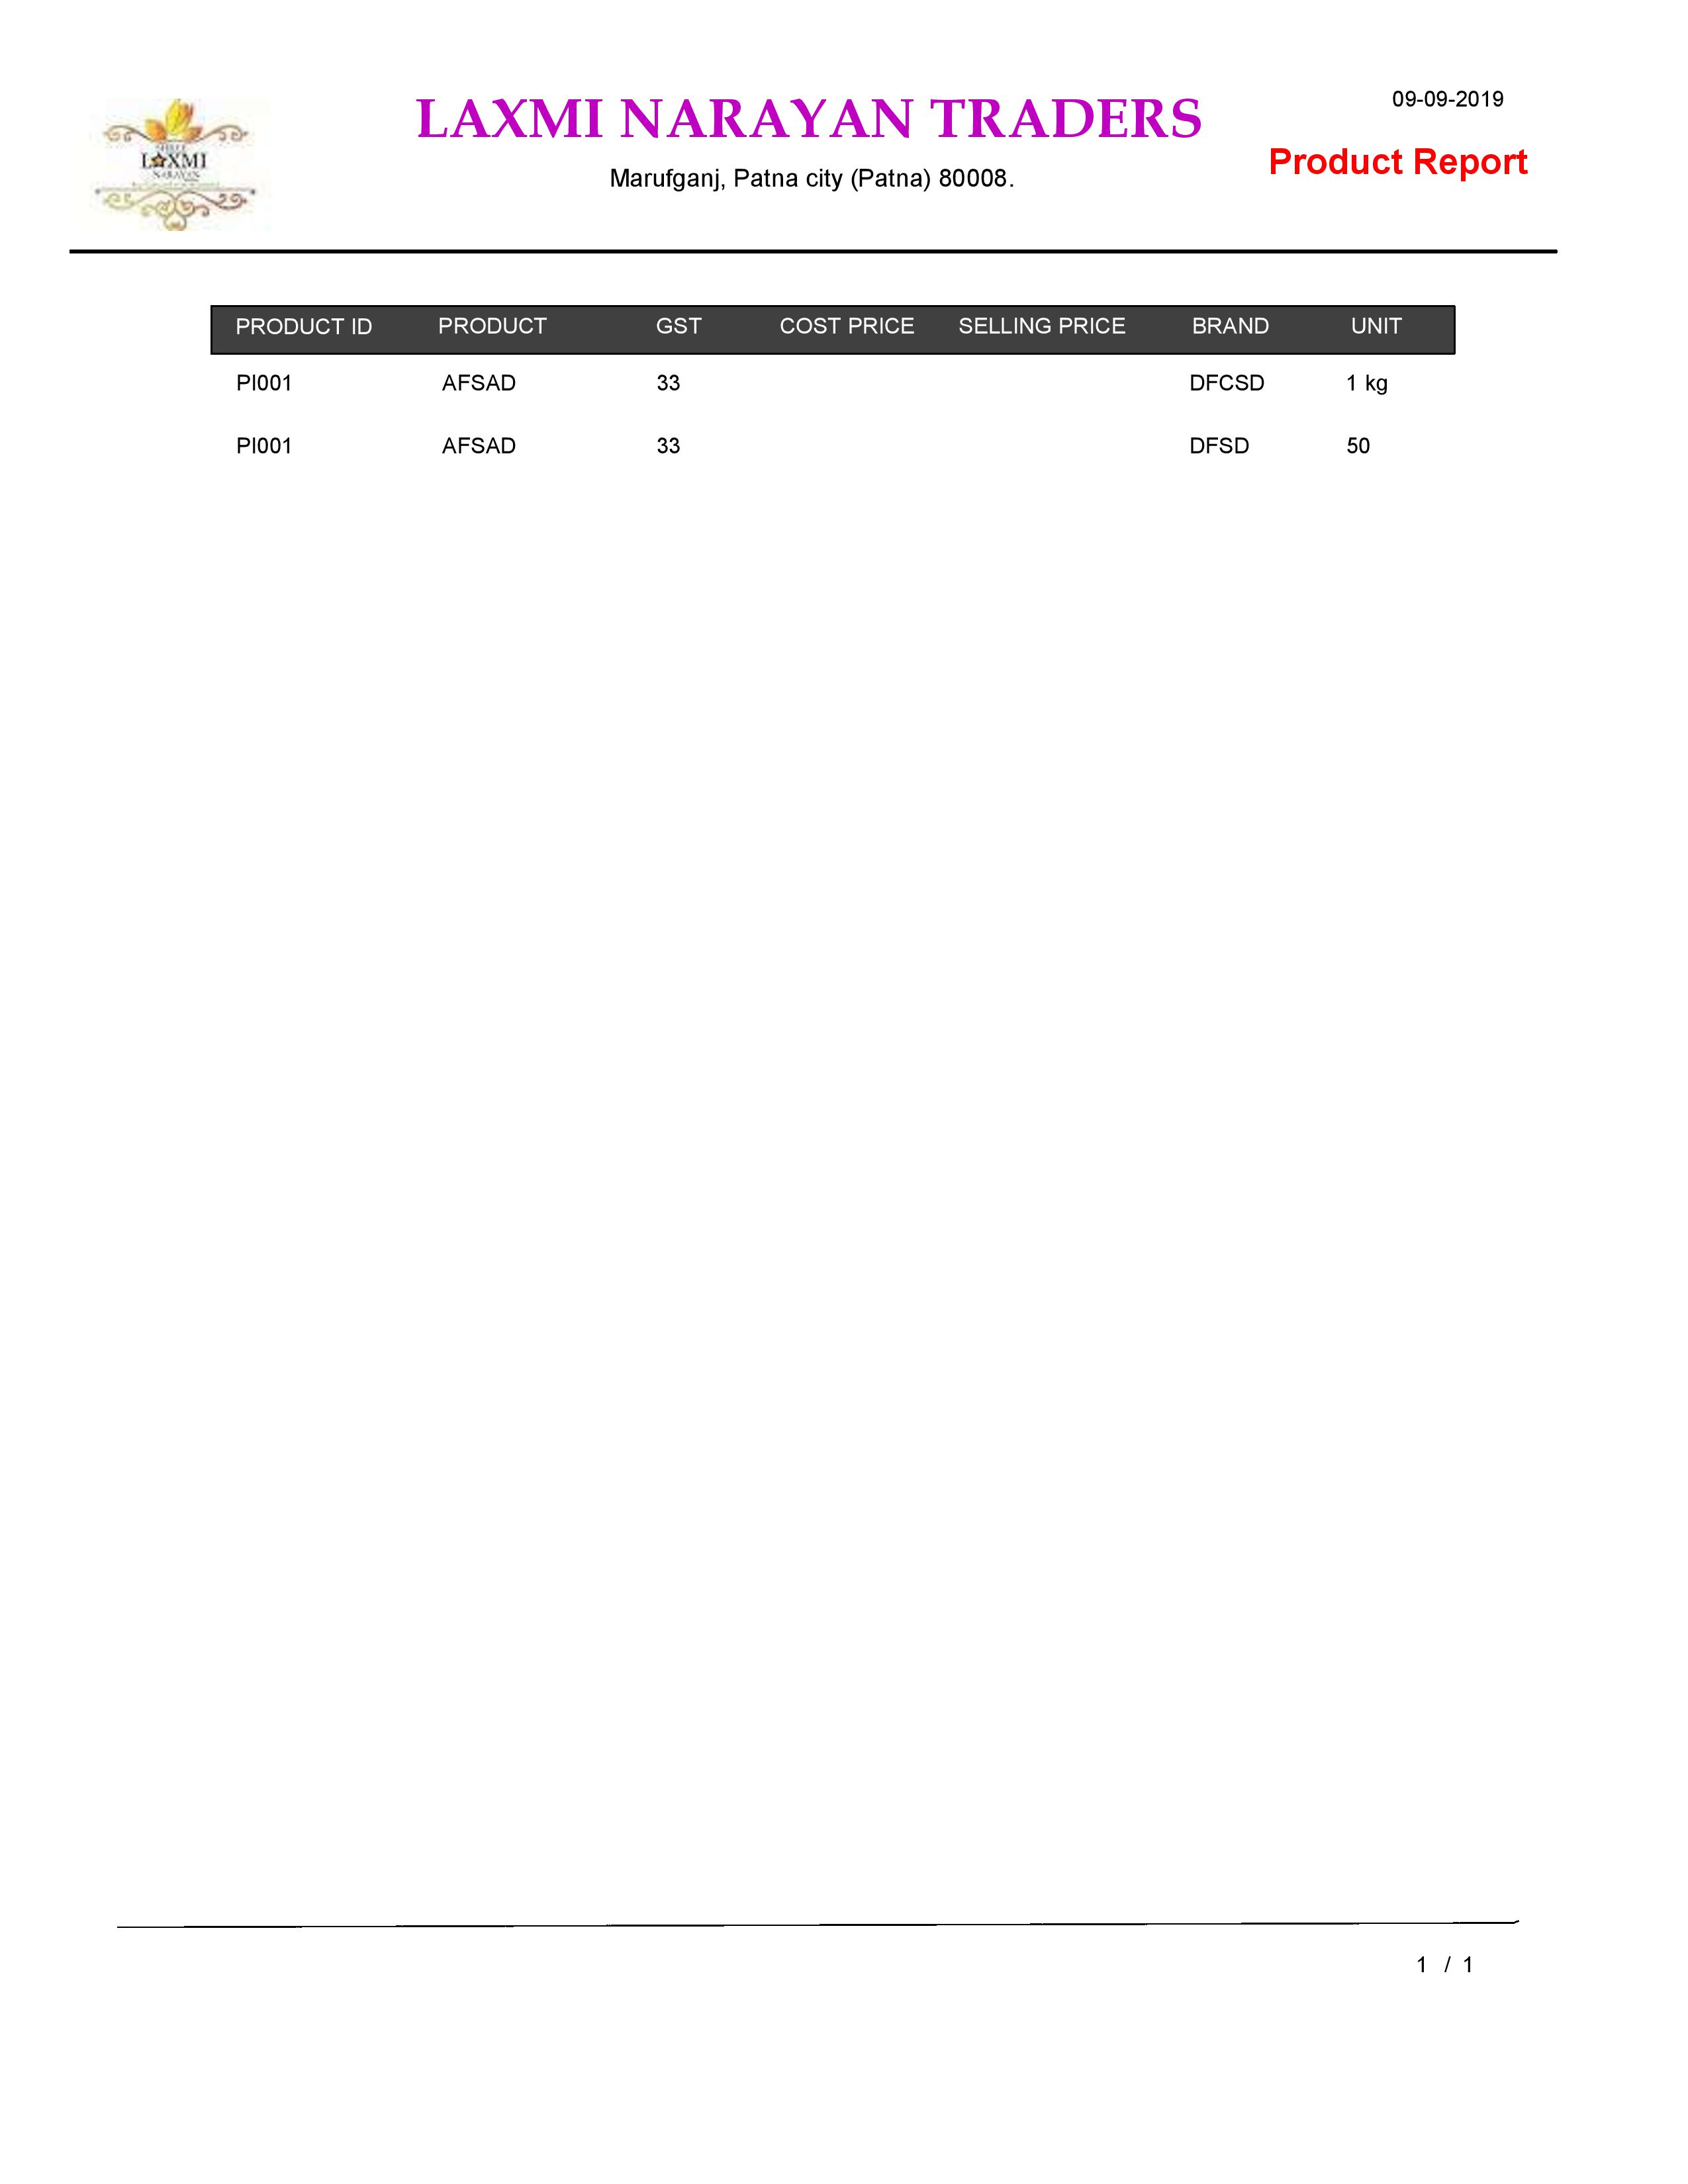 LAXMI NARAYAN TRADERS
09-09-2019
Marufganj, Patna city (Patna) 80008.
Product Report
SHREE
LAXMI
NARAYAN
PRODUCT ID PRODUCT GST COST PRICE SELLING PRICE BRAND UNIT
PI001 AFSAD 33 DFCSD 1 kg
PI001 AFSAD 33 DFSD 50
1 / 1